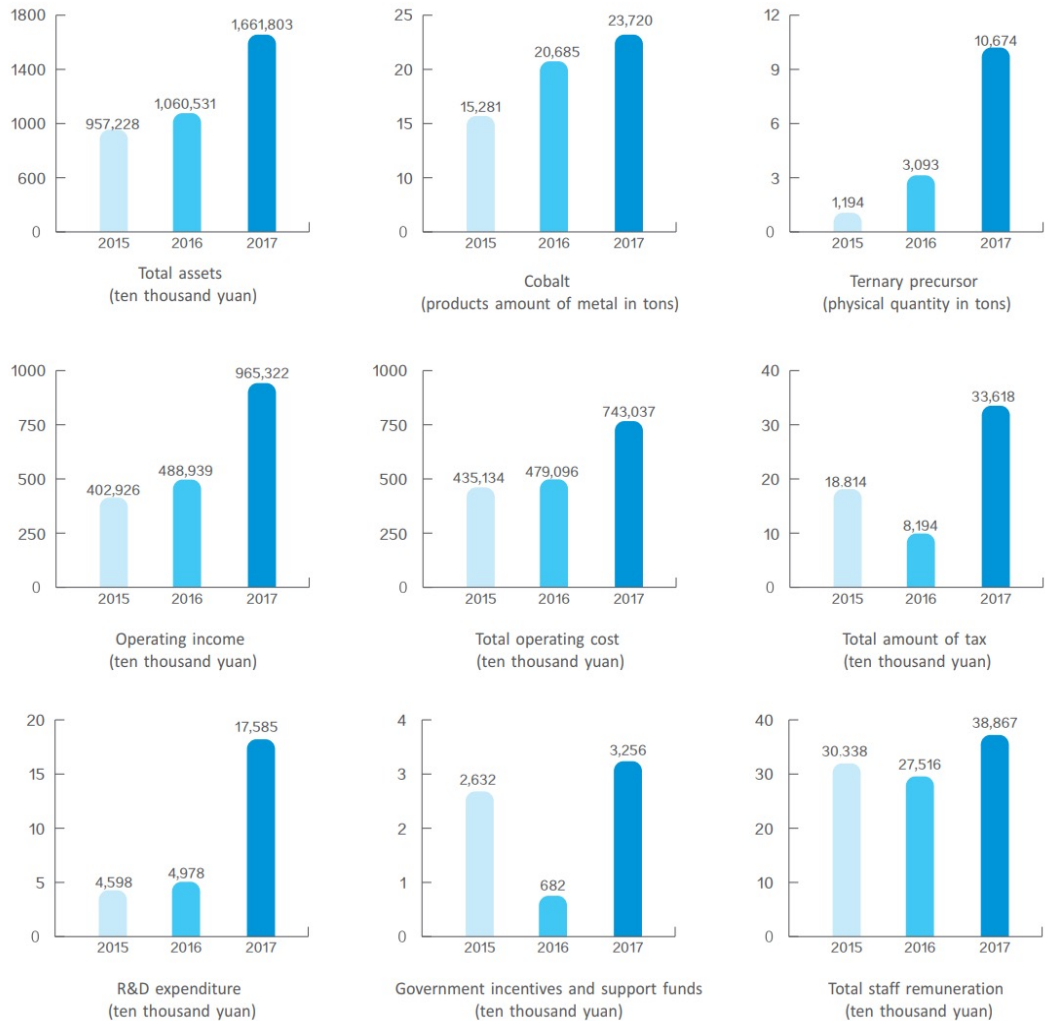 1800
1400
1000
600
0
957,228
1,060,531
1,661,803
2015 2016 2017
Total assets
(ten thousand yuan)
25
20
15
10
0
15,281
20,685
23,720
2015 2016 2017
Cobalt
(products amount of metal in tons)
12
9
6
3
0
1,194
3,093
10,674
2015 2016 2017
Ternary precursor
(physical quantity in tons)
1000
750
500
250
0
402,926
488,939
965,322
2015 2016 2017
Operating income
(ten thousand yuan)
1000
750
500
250
0
435,134
479,096
743,037
2015 2016 2017
Total operating cost
(ten thousand yuan)
40
30
20
10
0
18.814
8,194
33,618
2015 2016 2017
Total amount of tax
(ten thousand yuan)
20
15
10
5
0
4,598
4,978
17,585
2015 2016 2017
R&D expenditure
(ten thousand yuan)
4
3
2
1
0
2,632
682
3,256
2015 2016 2017
Government incentives and support funds
(ten thousand yuan)
40
30
20
10
0
30.338
27,516
38,867
2015 2016 2017
Total staff remuneration
(ten thousand yuan)